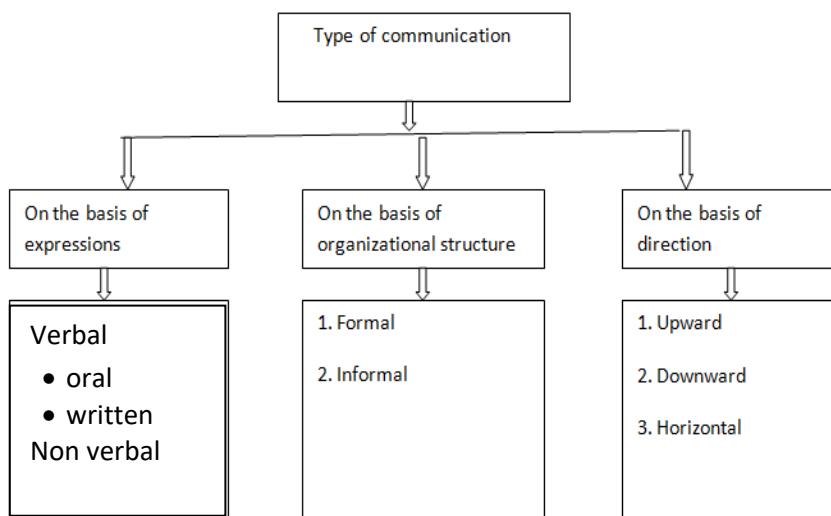 Type of communication
On the basis of
expressions
On the basis of
organizational structure
On the basis of
direction
Verbal
• oral
• written
Non verbal
1. Formal
2. Informal
1. Upward
2. Downward
3. Horizontal